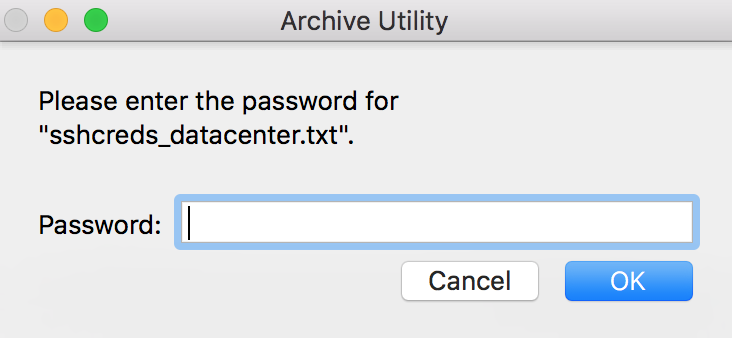 Archive Utility
Please enter the password for
"sshcreds_datacenter.txt".
Password:
Cancel
OK